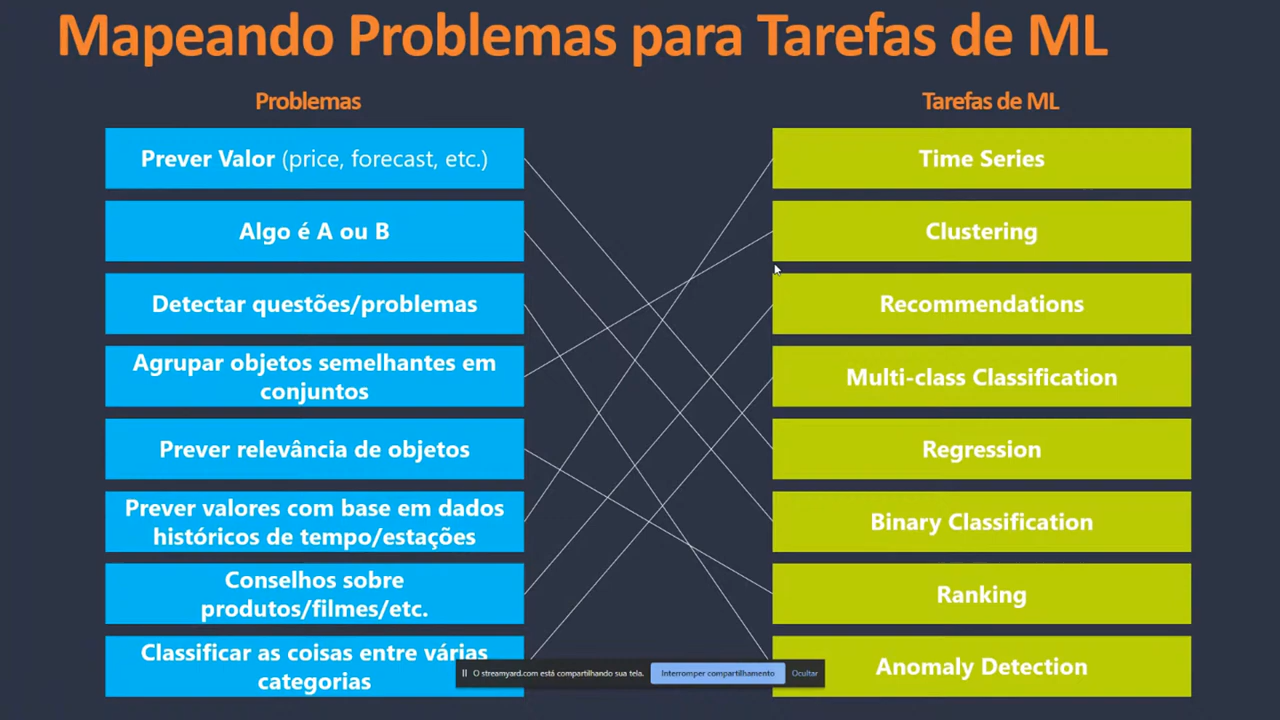 Mapeando Problemas para Tarefas de ML
Problemas
Tarefas de ML
Prever Valor (price, forecast, etc.)
Time Series
Algo é A ou B
Clustering
Detectar questões/problemas
Recommendations
Agrupar objetos semelhantes em
conjuntos
Multi-class Classification
Prever relevância de objetos
Regression
Prever valores com base em dados
históricos de tempo/estações
Binary Classification
Conselhos sobre
produtos/filmes/etc.
Ranking
Classificar as coisas entre várias
categorias
Anomaly Detection
O streamyard.com está compartilhando sua tela.
Interromper compartilhamento
Ocultar